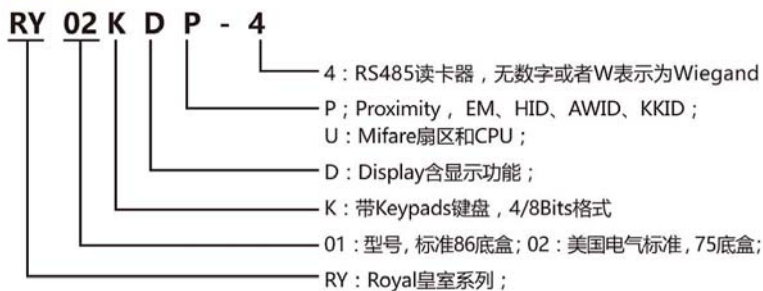 RY 02 K D P - 4
4：RS485读卡器，无数字或者W表示为Wiegand
P；Proximity，EM、HID、AWID、KKID；
U：Mifare扇区和CPU；
D：Display含显示功能；
K：带Keypads键盘，4/8Bits格式
01：型号，标准86底盒；02：美国电气标准，75底盒；
RY：Royal皇室系列；